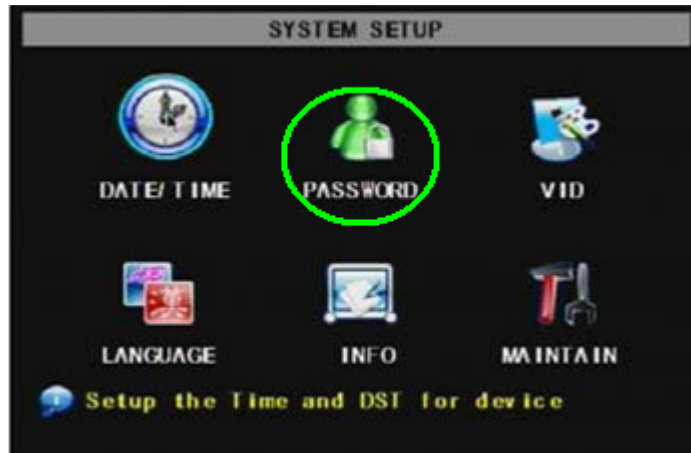 SYSTEM SETUP
DATE/TIME PASSWORD VID
LANGUAGE INFO MAINTAIN
Setup the Time and DST for device